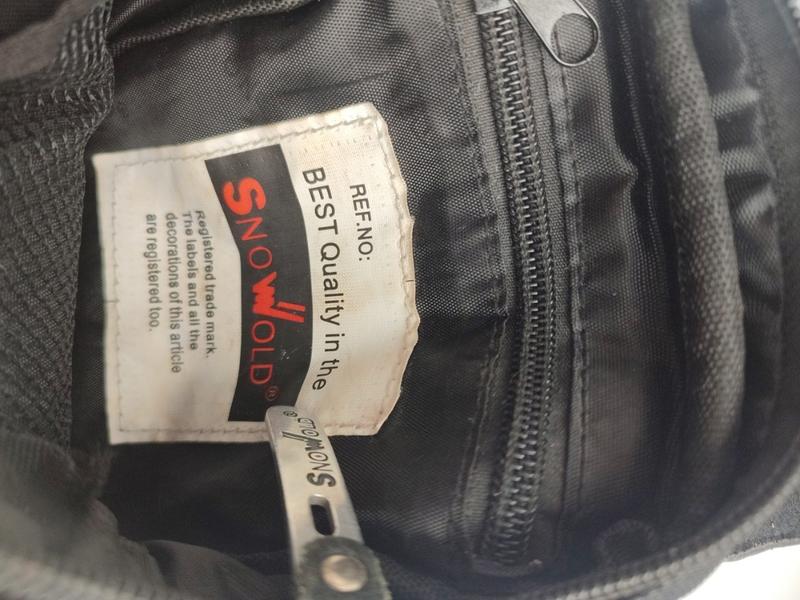 REF.NO:
BEST Quality in the
SNOWOLD®
Registered trade mark.
The labels and all the
decorations of this article
are registered too.